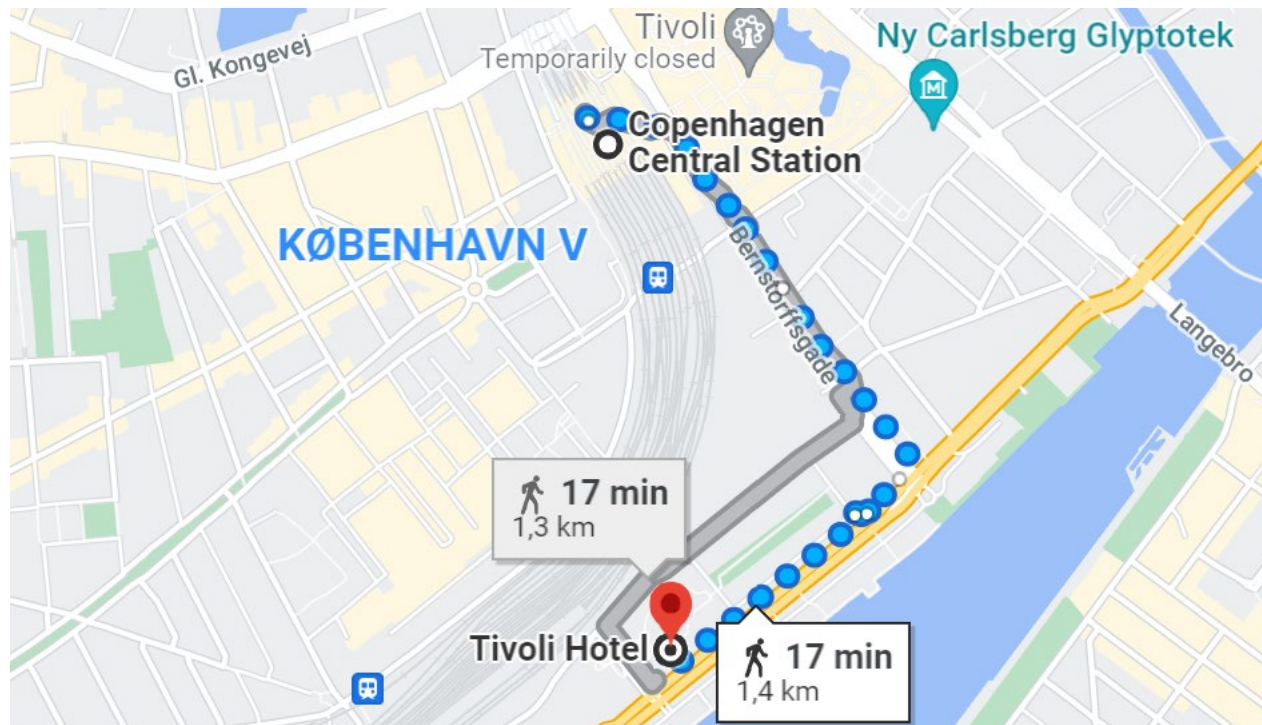 Tivoli
Temporarily closed
Ny Carlsberg Glyptotek
Gl. Kongevej
Copenhagen
Central Station
KØBENHAVN V
Bernstorffsgade
Langebro
17 min
1,3 km
Tivoli Hotel
17 min
1,4 km